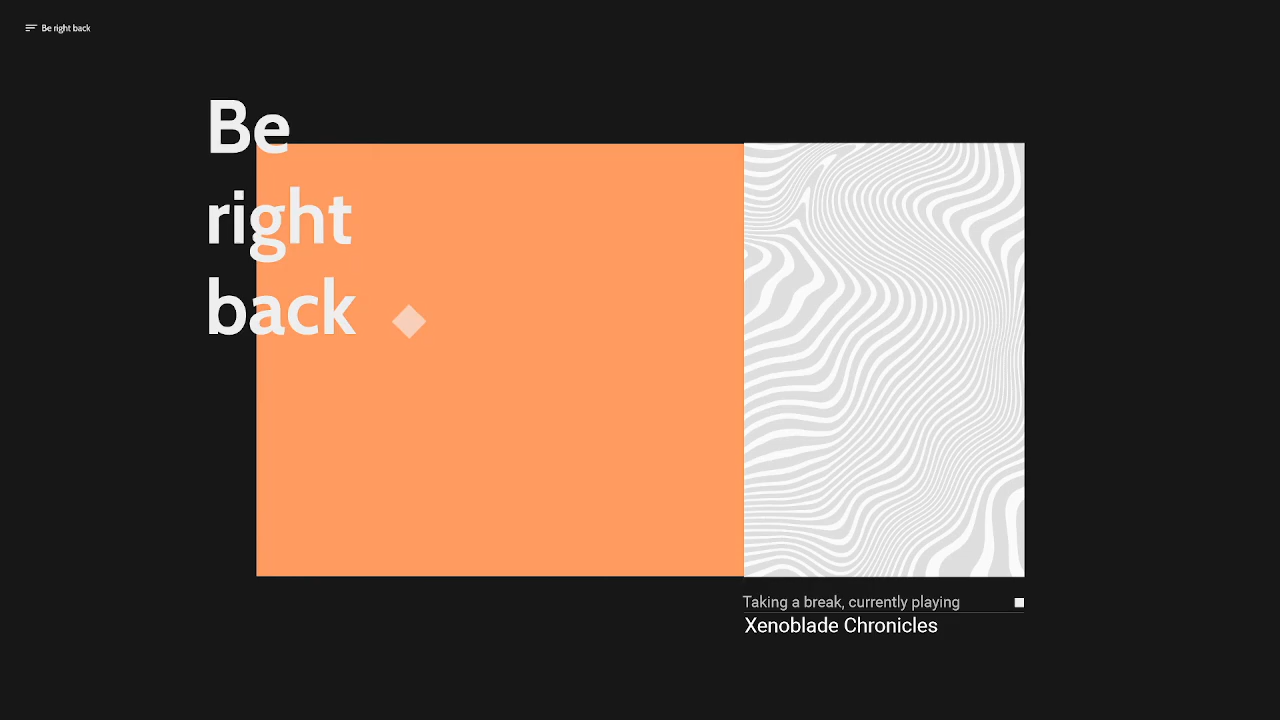 Be right back
Be
right
back
Taking a break, currently playing
Xenoblade Chronicles